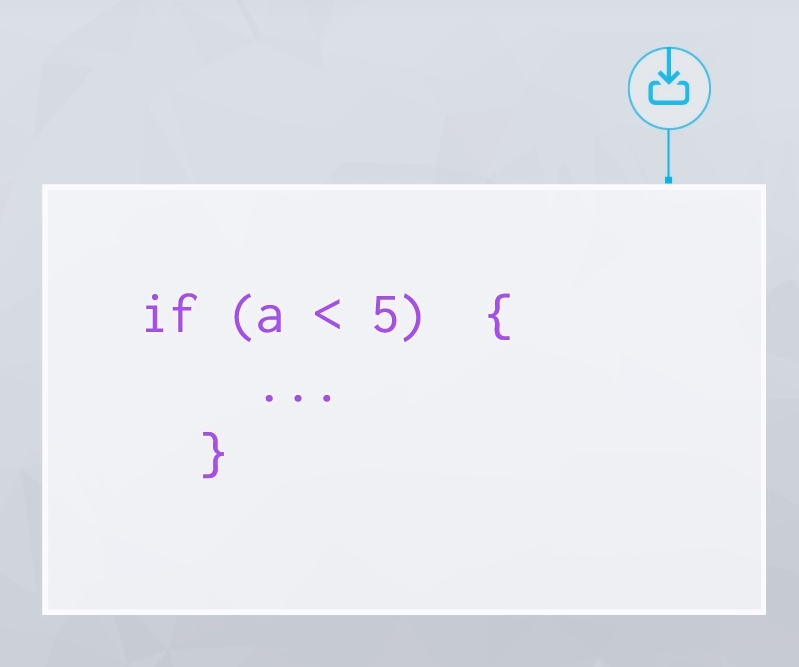 if (a < 5)  {
...
}